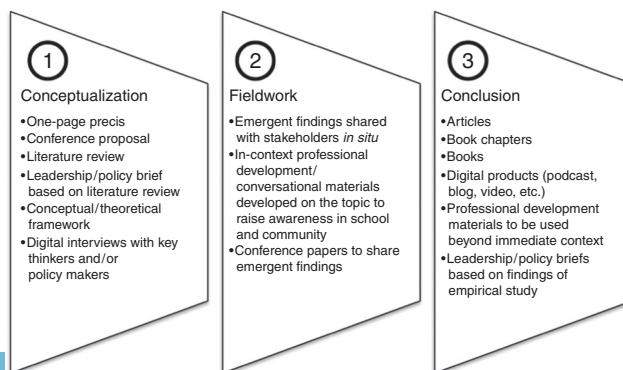 1
Conceptualization
•One-page precis
•Conference proposal
•Literature review
•Leadership/policy brief
based on literature review
•Conceptual/theoretical
framework
•Digital interviews with key
thinkers and/or
policy makers
2
Fieldwork
•Emergent findings shared
with stakeholders in situ
•In-context professional
development/
conversational materials
developed on the topic to
raise awareness in school
and community
•Conference papers to share
emergent findings
3
Conclusion
•Articles
•Book chapters
•Books
•Digital products (podcast,
blog, video, etc.)
•Professional development
materials to be used
beyond immediate context
•Leadership/policy briefs
based on findings of
empirical study